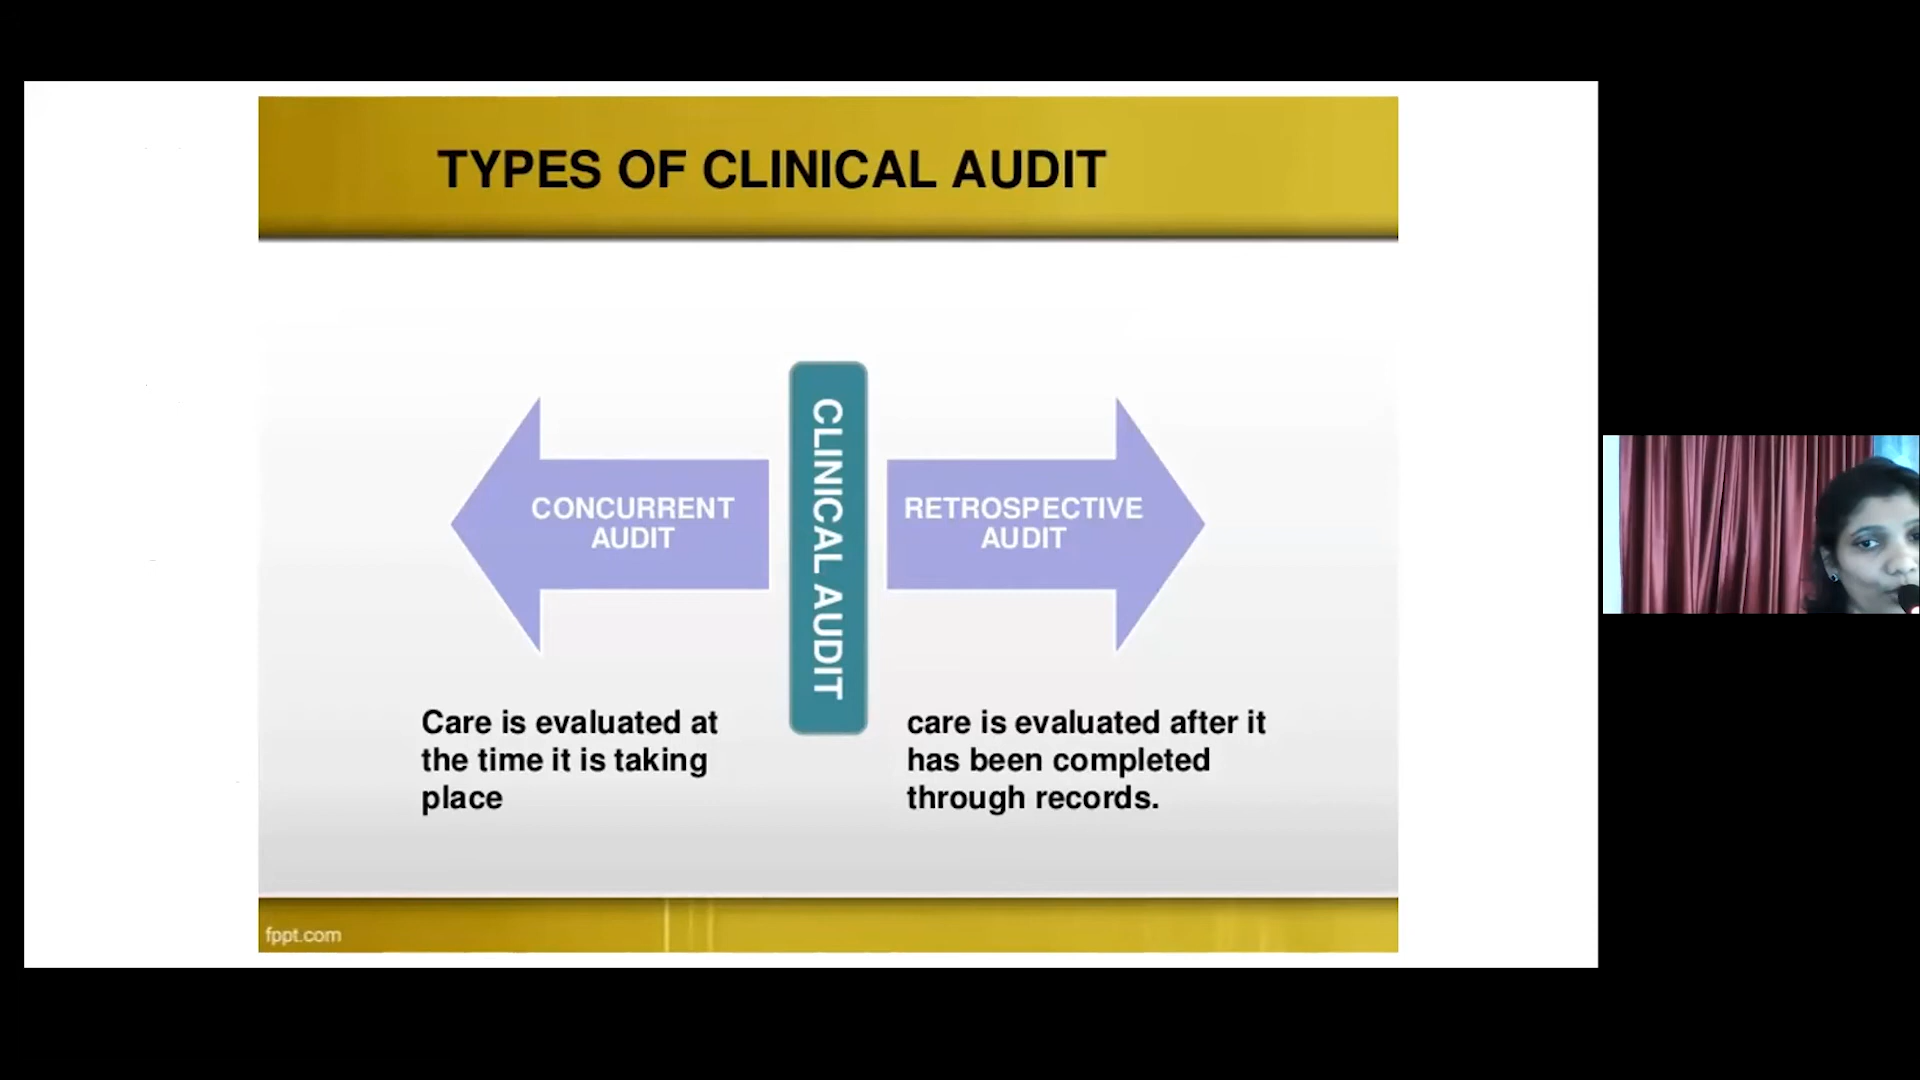 TYPES OF CLINICAL AUDIT
CONCURRENT
AUDIT
CLINICAL AUDIT
RETROSPECTIVE
AUDIT
Care is evaluated at
the time it is taking
place
care is evaluated after it
has been completed
through records.
fppt.com